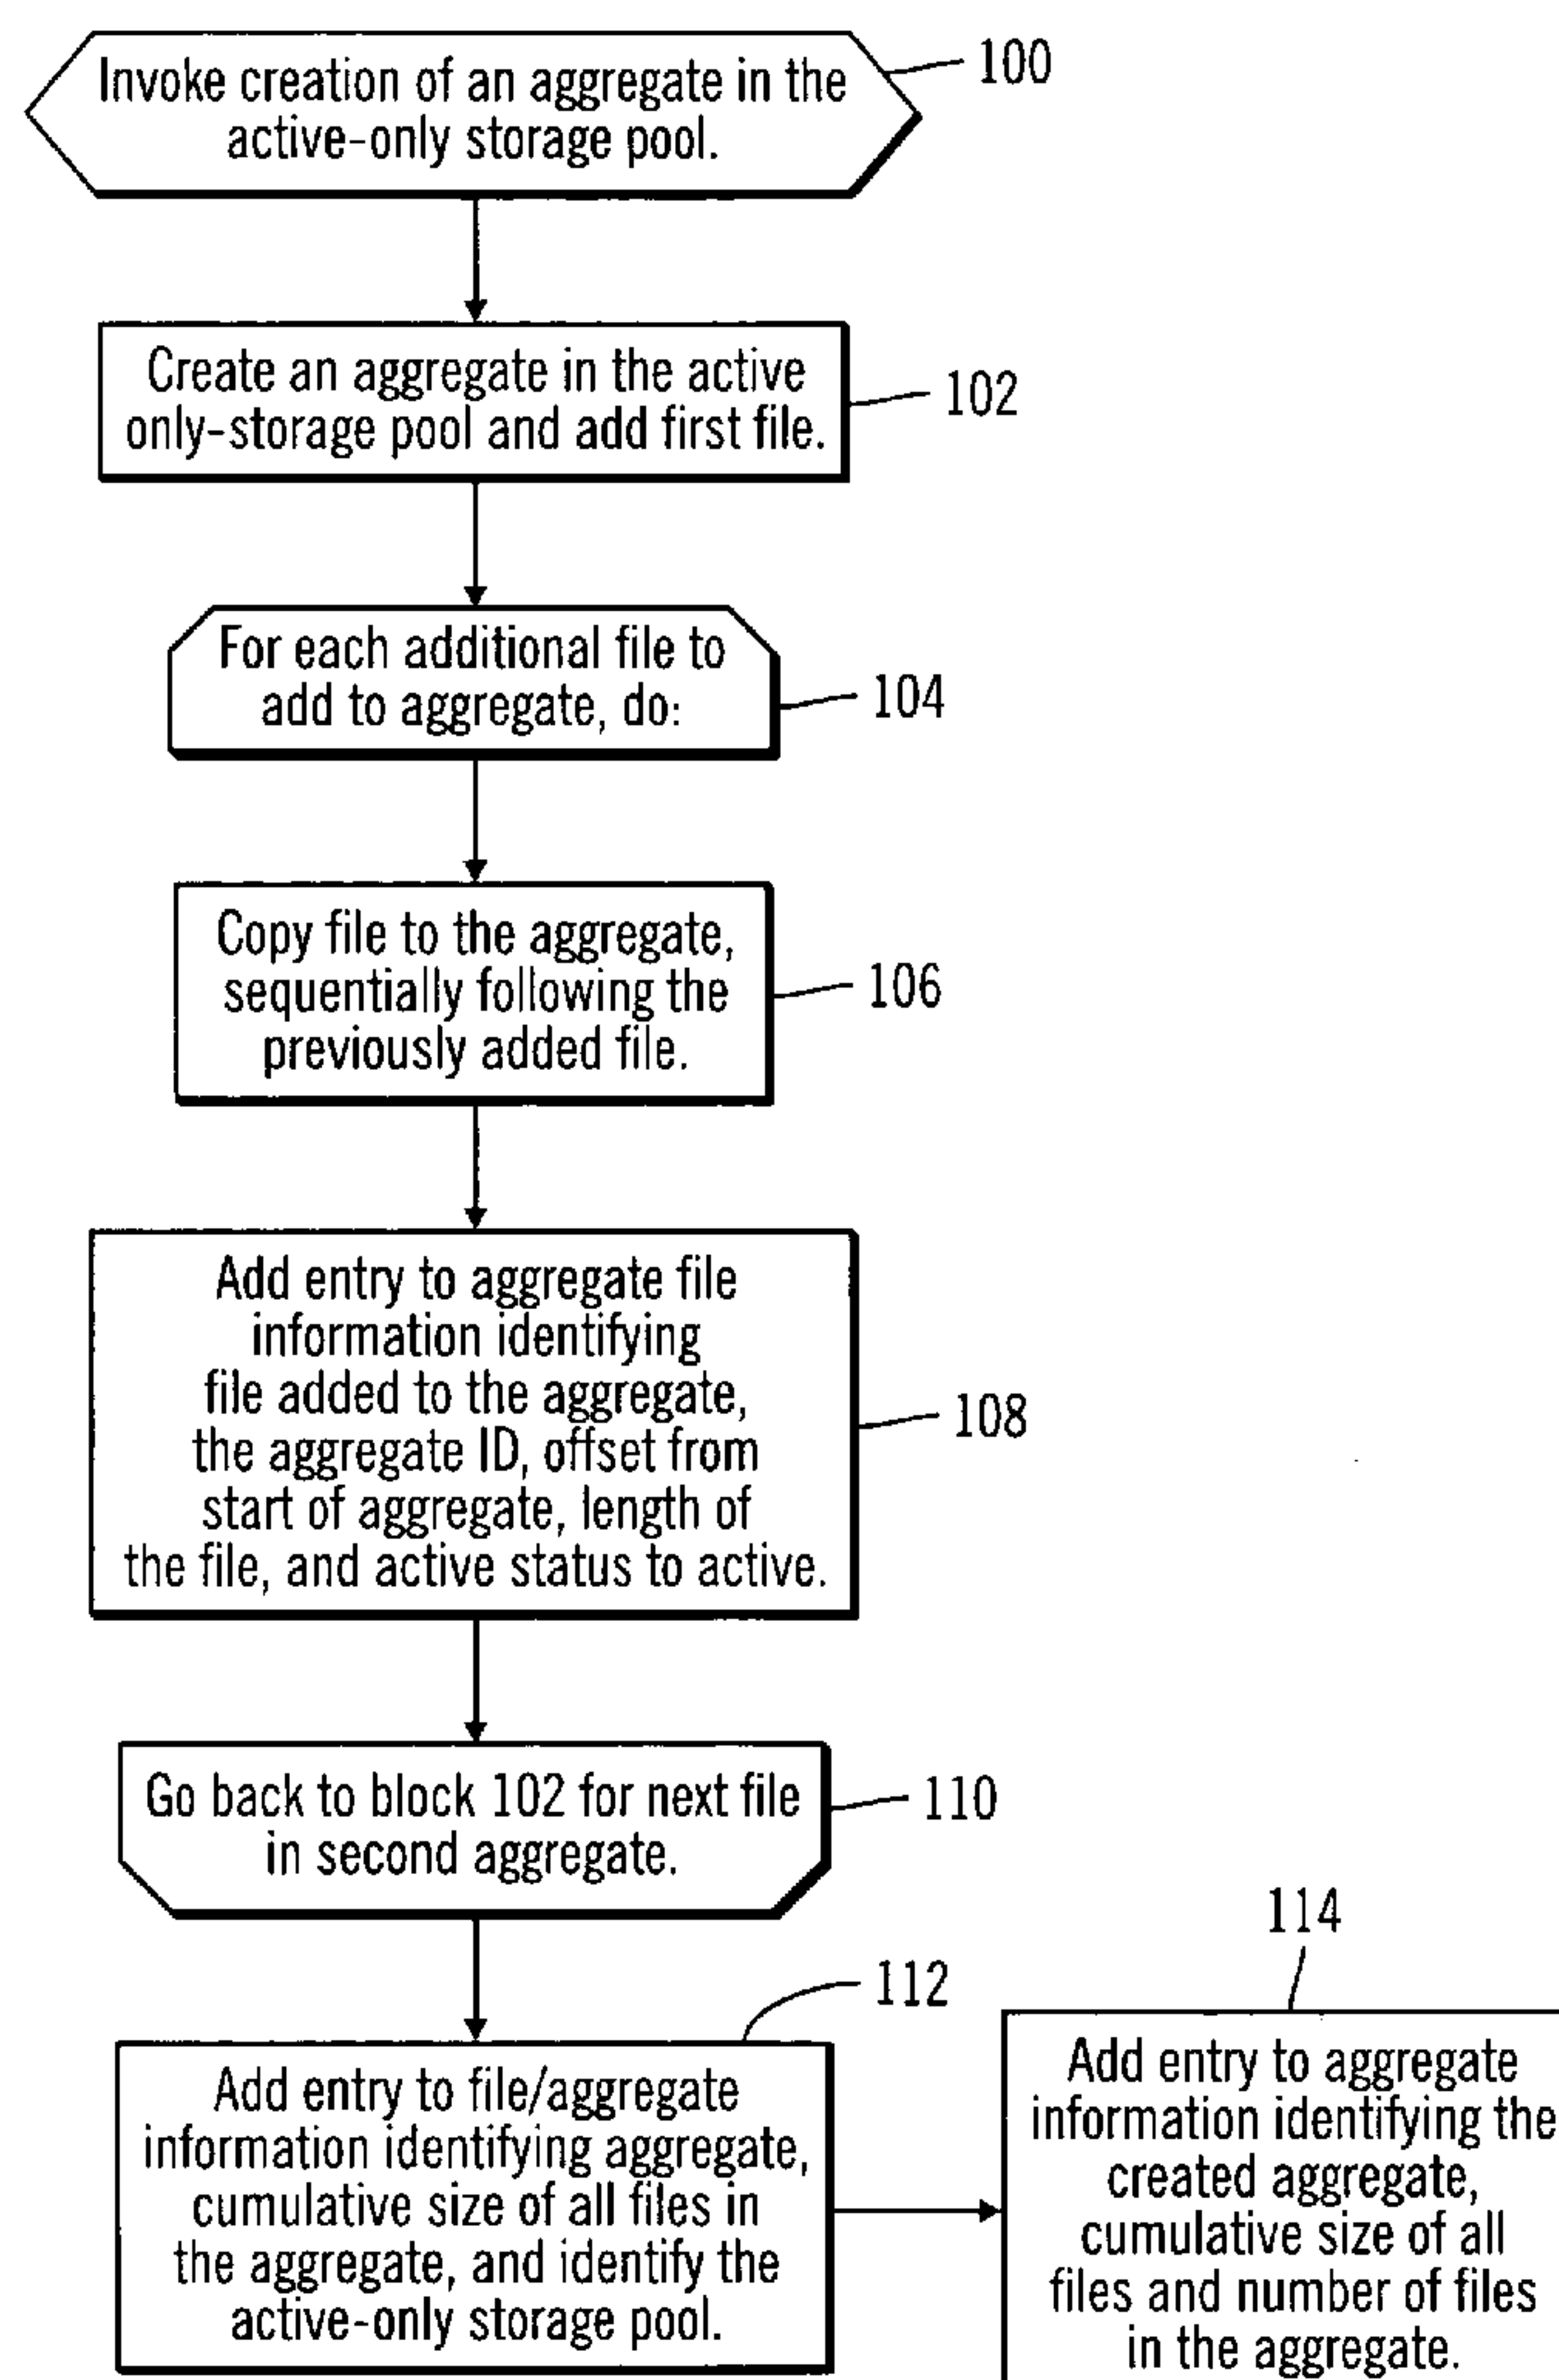 Invoke creation of an aggregate in the
active-only storage pool.
100
Create an aggregate in the active
only-storage pool and add first file.
102
For each additional file to
add to aggregate, do:
104
Copy file to the aggregate,
sequentially following the
previously added file.
106
Add entry to aggregate file
information identifying
file added to the aggregate,
the aggregate ID, offset from
start of aggregate, length of
the file, and active status to active.
108
Go back to block 102 for next file
in second aggregate.
110
112
Add entry to file/aggregate
information identifying aggregate,
cumulative size of all files in
the aggregate, and identify the
active-only storage pool.
114
Add entry to aggregate
information identifying the
created aggregate,
cumulative size of all
files and number of files
in the aggregate.